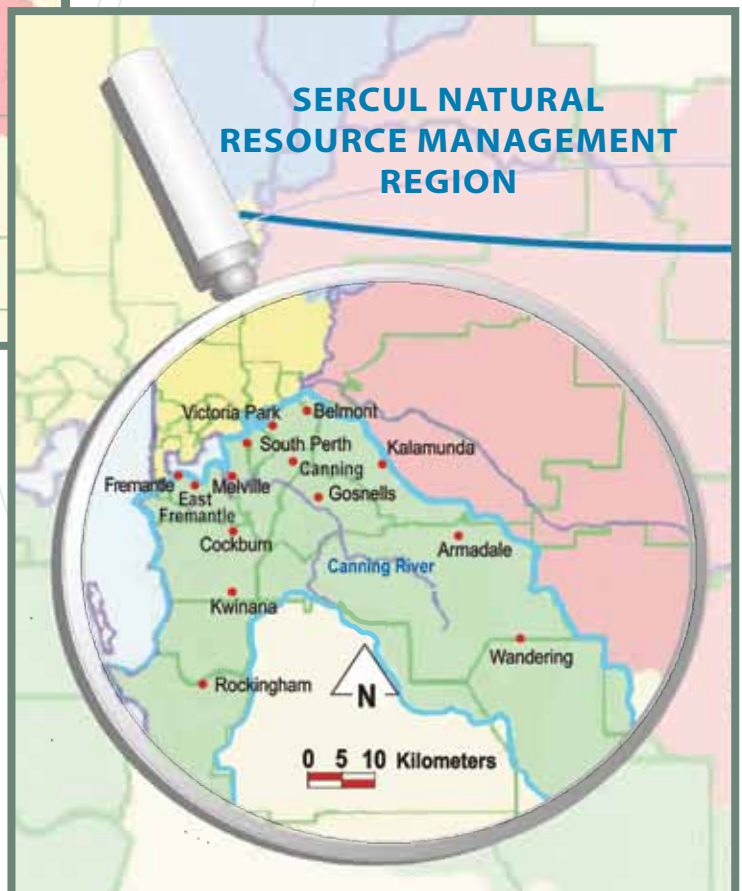 SERCUL NATURAL
RESOURCE MANAGEMENT
REGION
Victoria Park
Belmont
South Perth
Kalamunda
Canning
Fremantle
East
Fremantle
Melville
Gosnells
Cockburn
Armadale
Canning River
Kwinana
Wandering
Rockingham
N
0 5 10 Kilometers